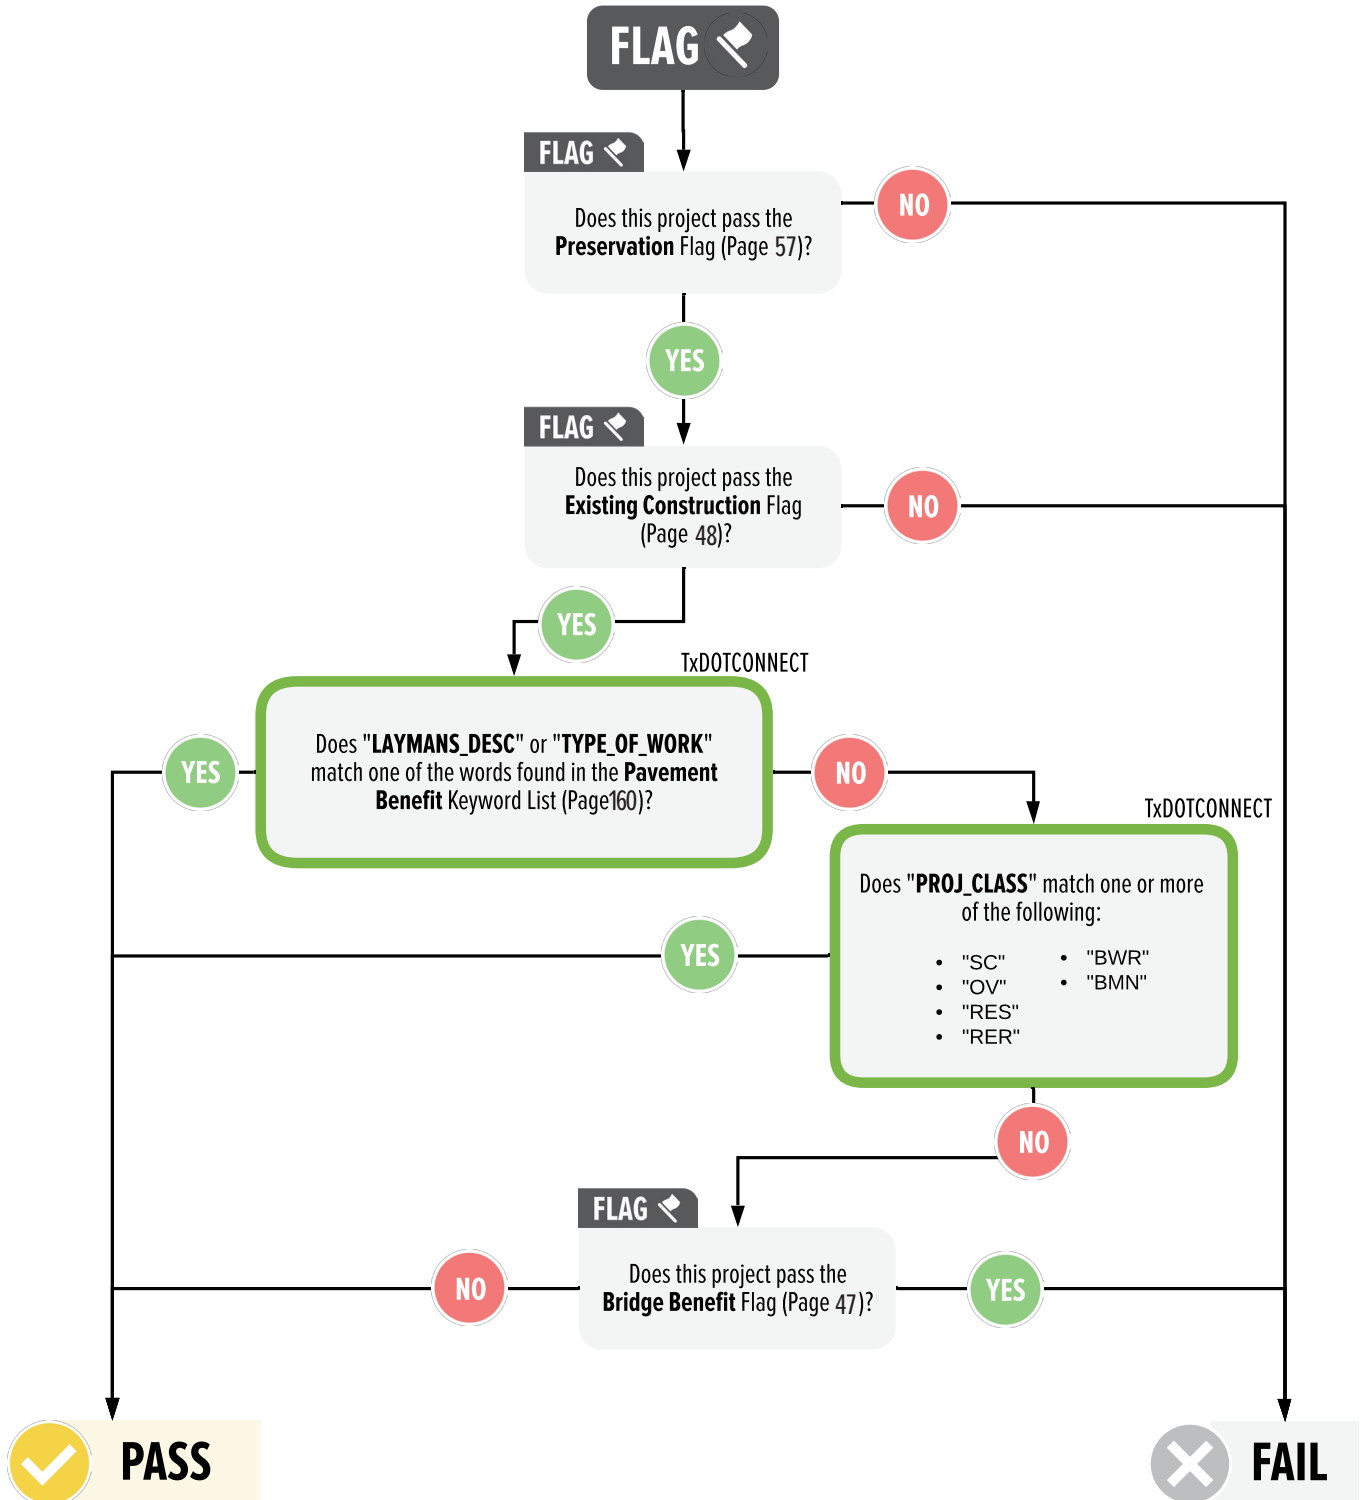 FLAG
FLAG
Does this project pass the
Preservation Flag (Page 57)?
NO
YES
FLAG
Does this project pass the
Existing Construction Flag
(Page 48)?
NO
YES
TxDOTCONNECT
Does "LAYMANS_DESC" or "TYPE_OF_WORK"
match one of the words found in the Pavement
Benefit Keyword List (Page160)?
YES
NO
TxDOTCONNECT
Does "PROJ_CLASS" match one or more
of the following:
• "SC"
• "OV"
• "RES"
• "RER"
• "BWR"
• "BMN"
YES
NO
FLAG
Does this project pass the
Bridge Benefit Flag (Page 47)?
NO
YES
PASS
FAIL